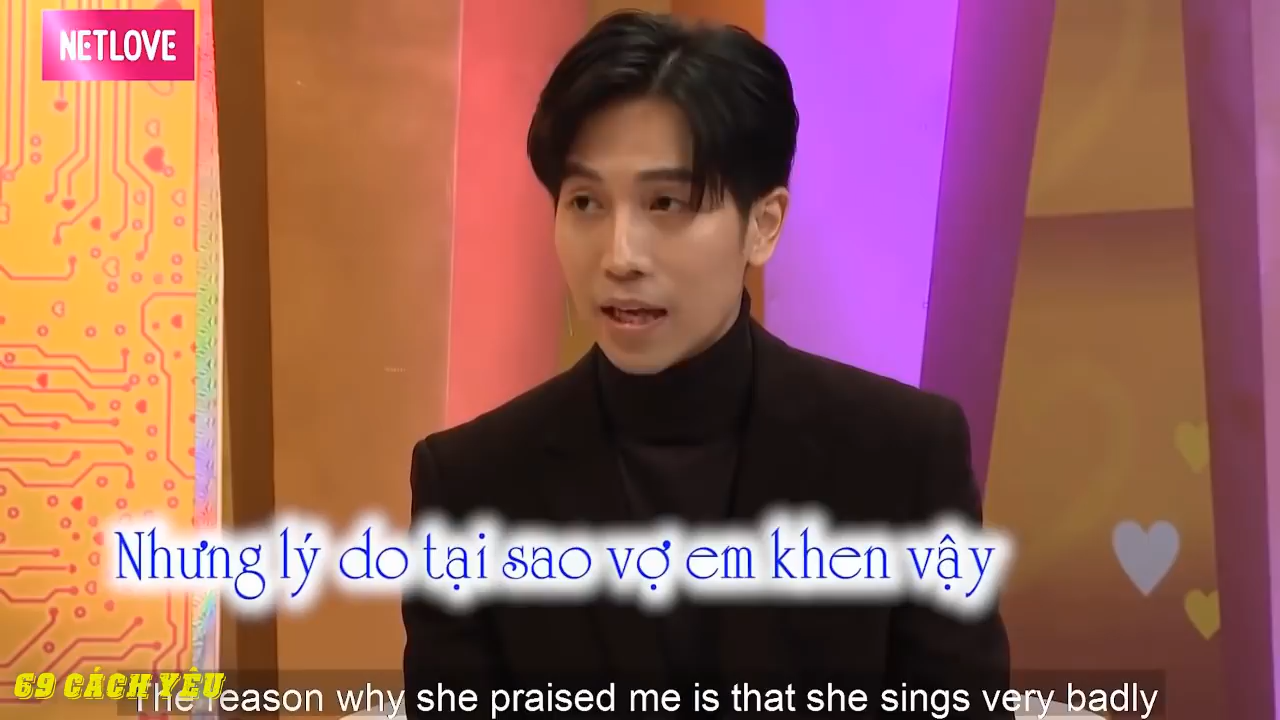 NETLOVE
Nhưng lý do tại sao vợ em khen vậy
69 CÁCH YÊU
The reason why she praised me is that she sings very badly